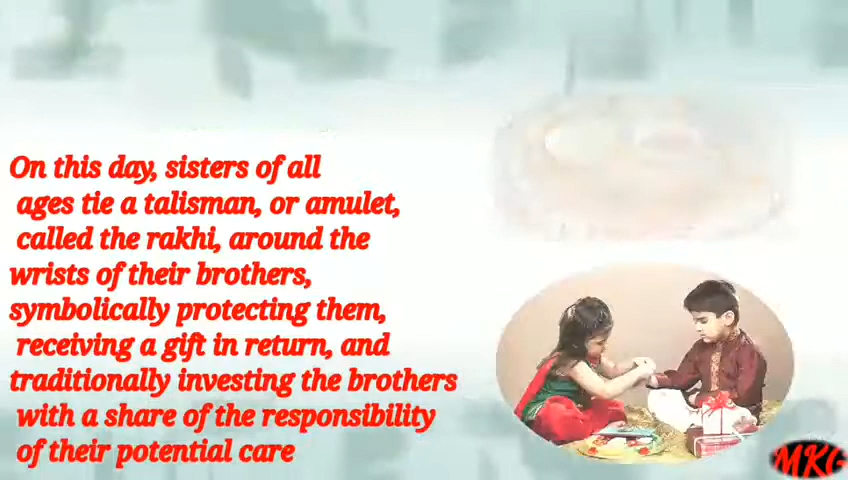 On this day, sisters of all
ages tie a talisman, or amulet,
called the rakhi, around the
wrists of their brothers,
symbolically protecting them,
receiving a gift in return, and
traditionally investing the brothers
with a share of the responsibility
of their potential care
MKG